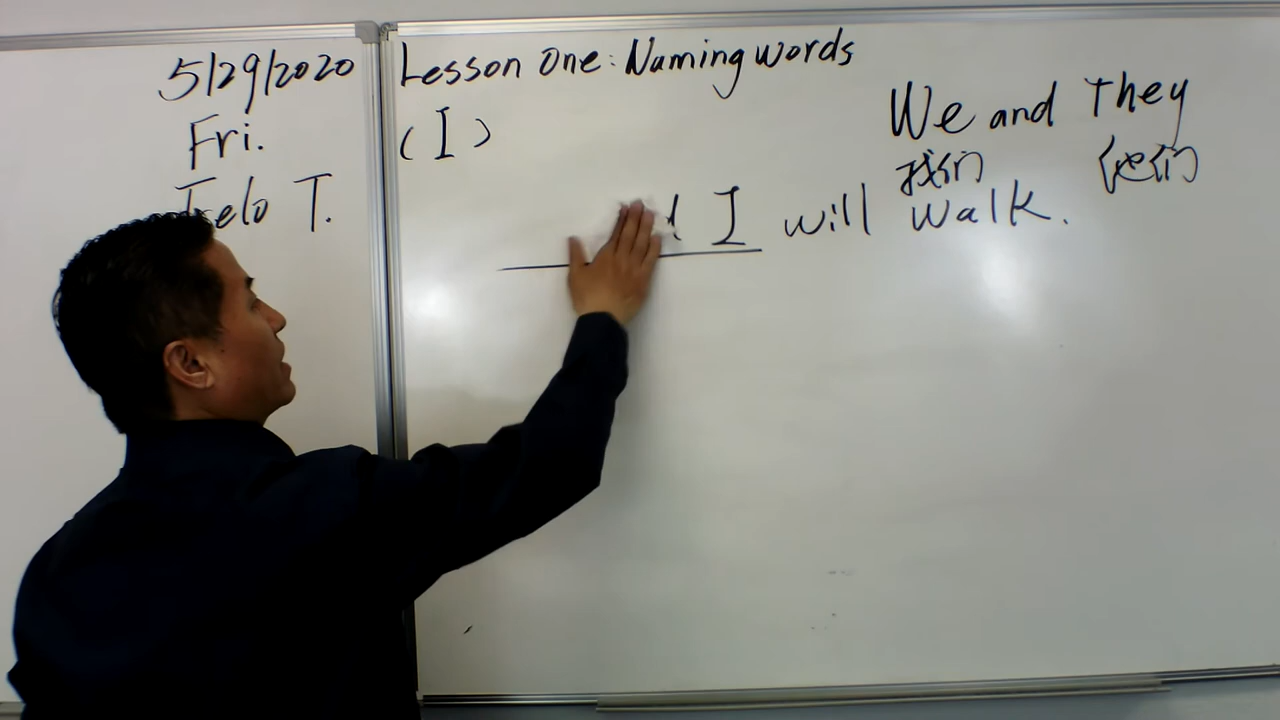 5/29/2020
Fri.
T.
Lesson One: Naming words
(I)
We and They
我们 他们
I will walk.